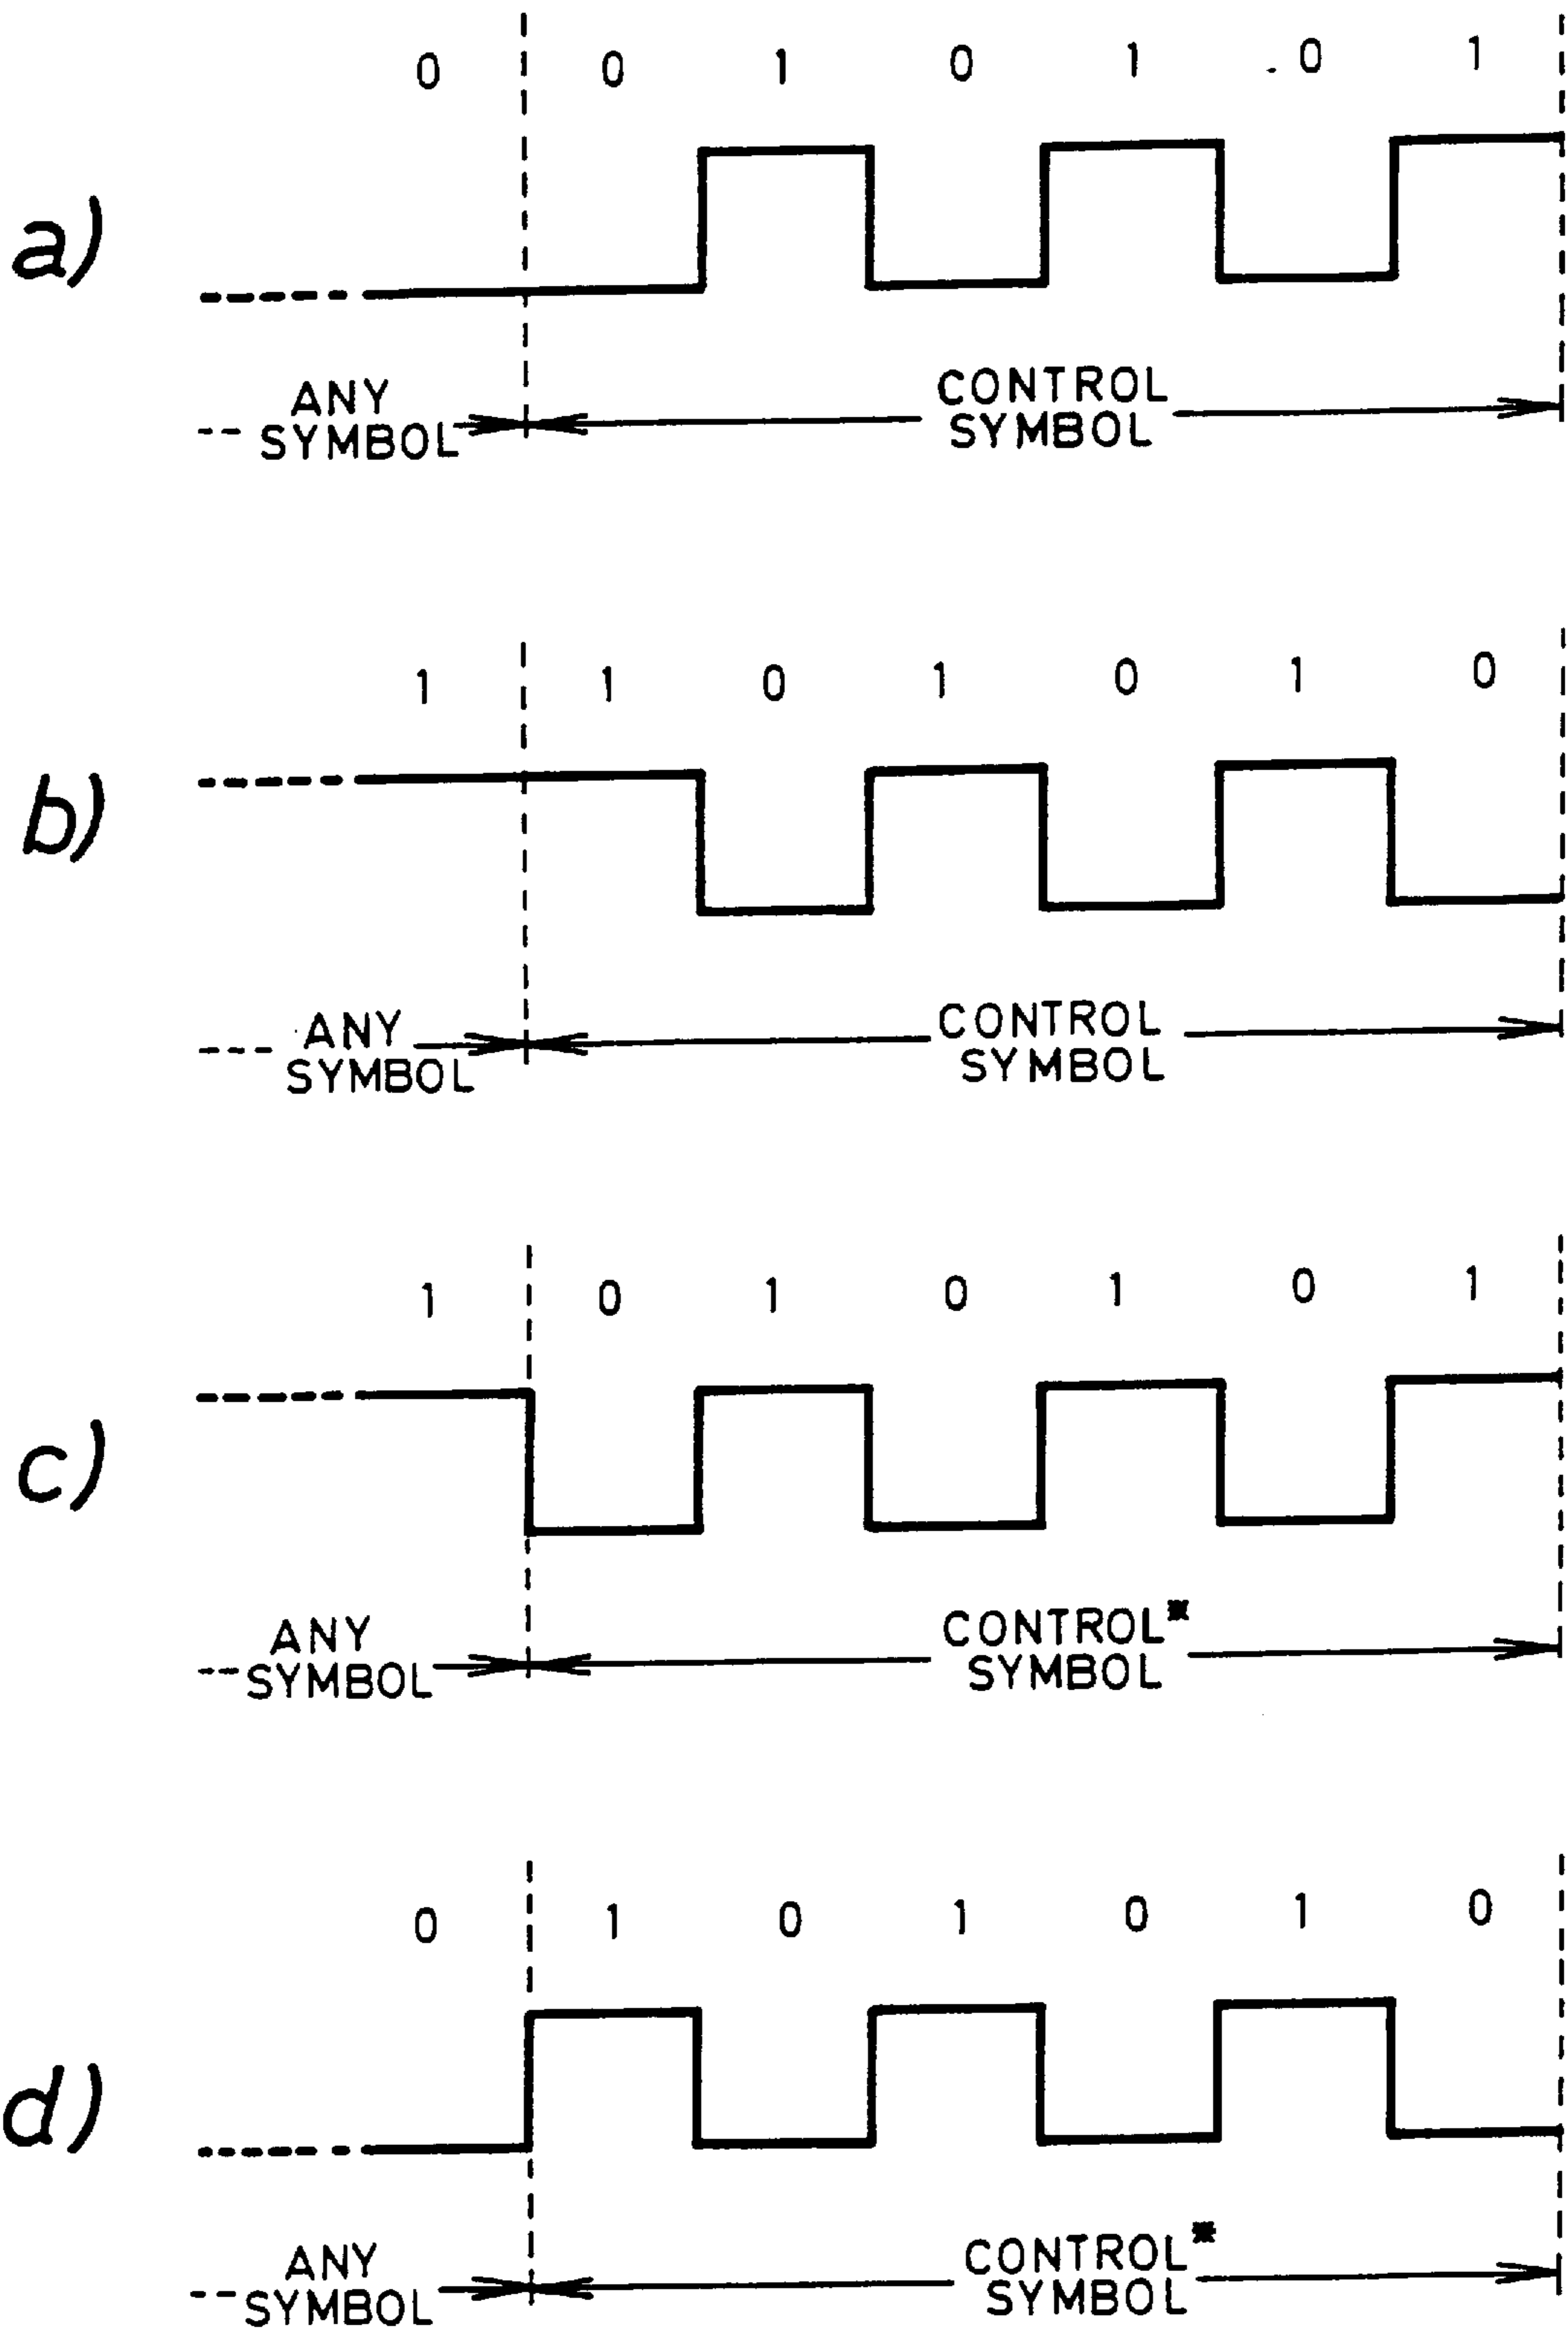 0 0 1 0 1 0 1
a)
ANY
SYMBOL
CONTROL
SYMBOL
1 1 0 1 0 1 0
b)
ANY
SYMBOL
CONTROL
SYMBOL
1 0 1 0 1 0 1
c)
ANY
SYMBOL
CONTROL*
SYMBOL
0 1 0 1 0 1 0
d)
ANY
SYMBOL
CONTROL*
SYMBOL